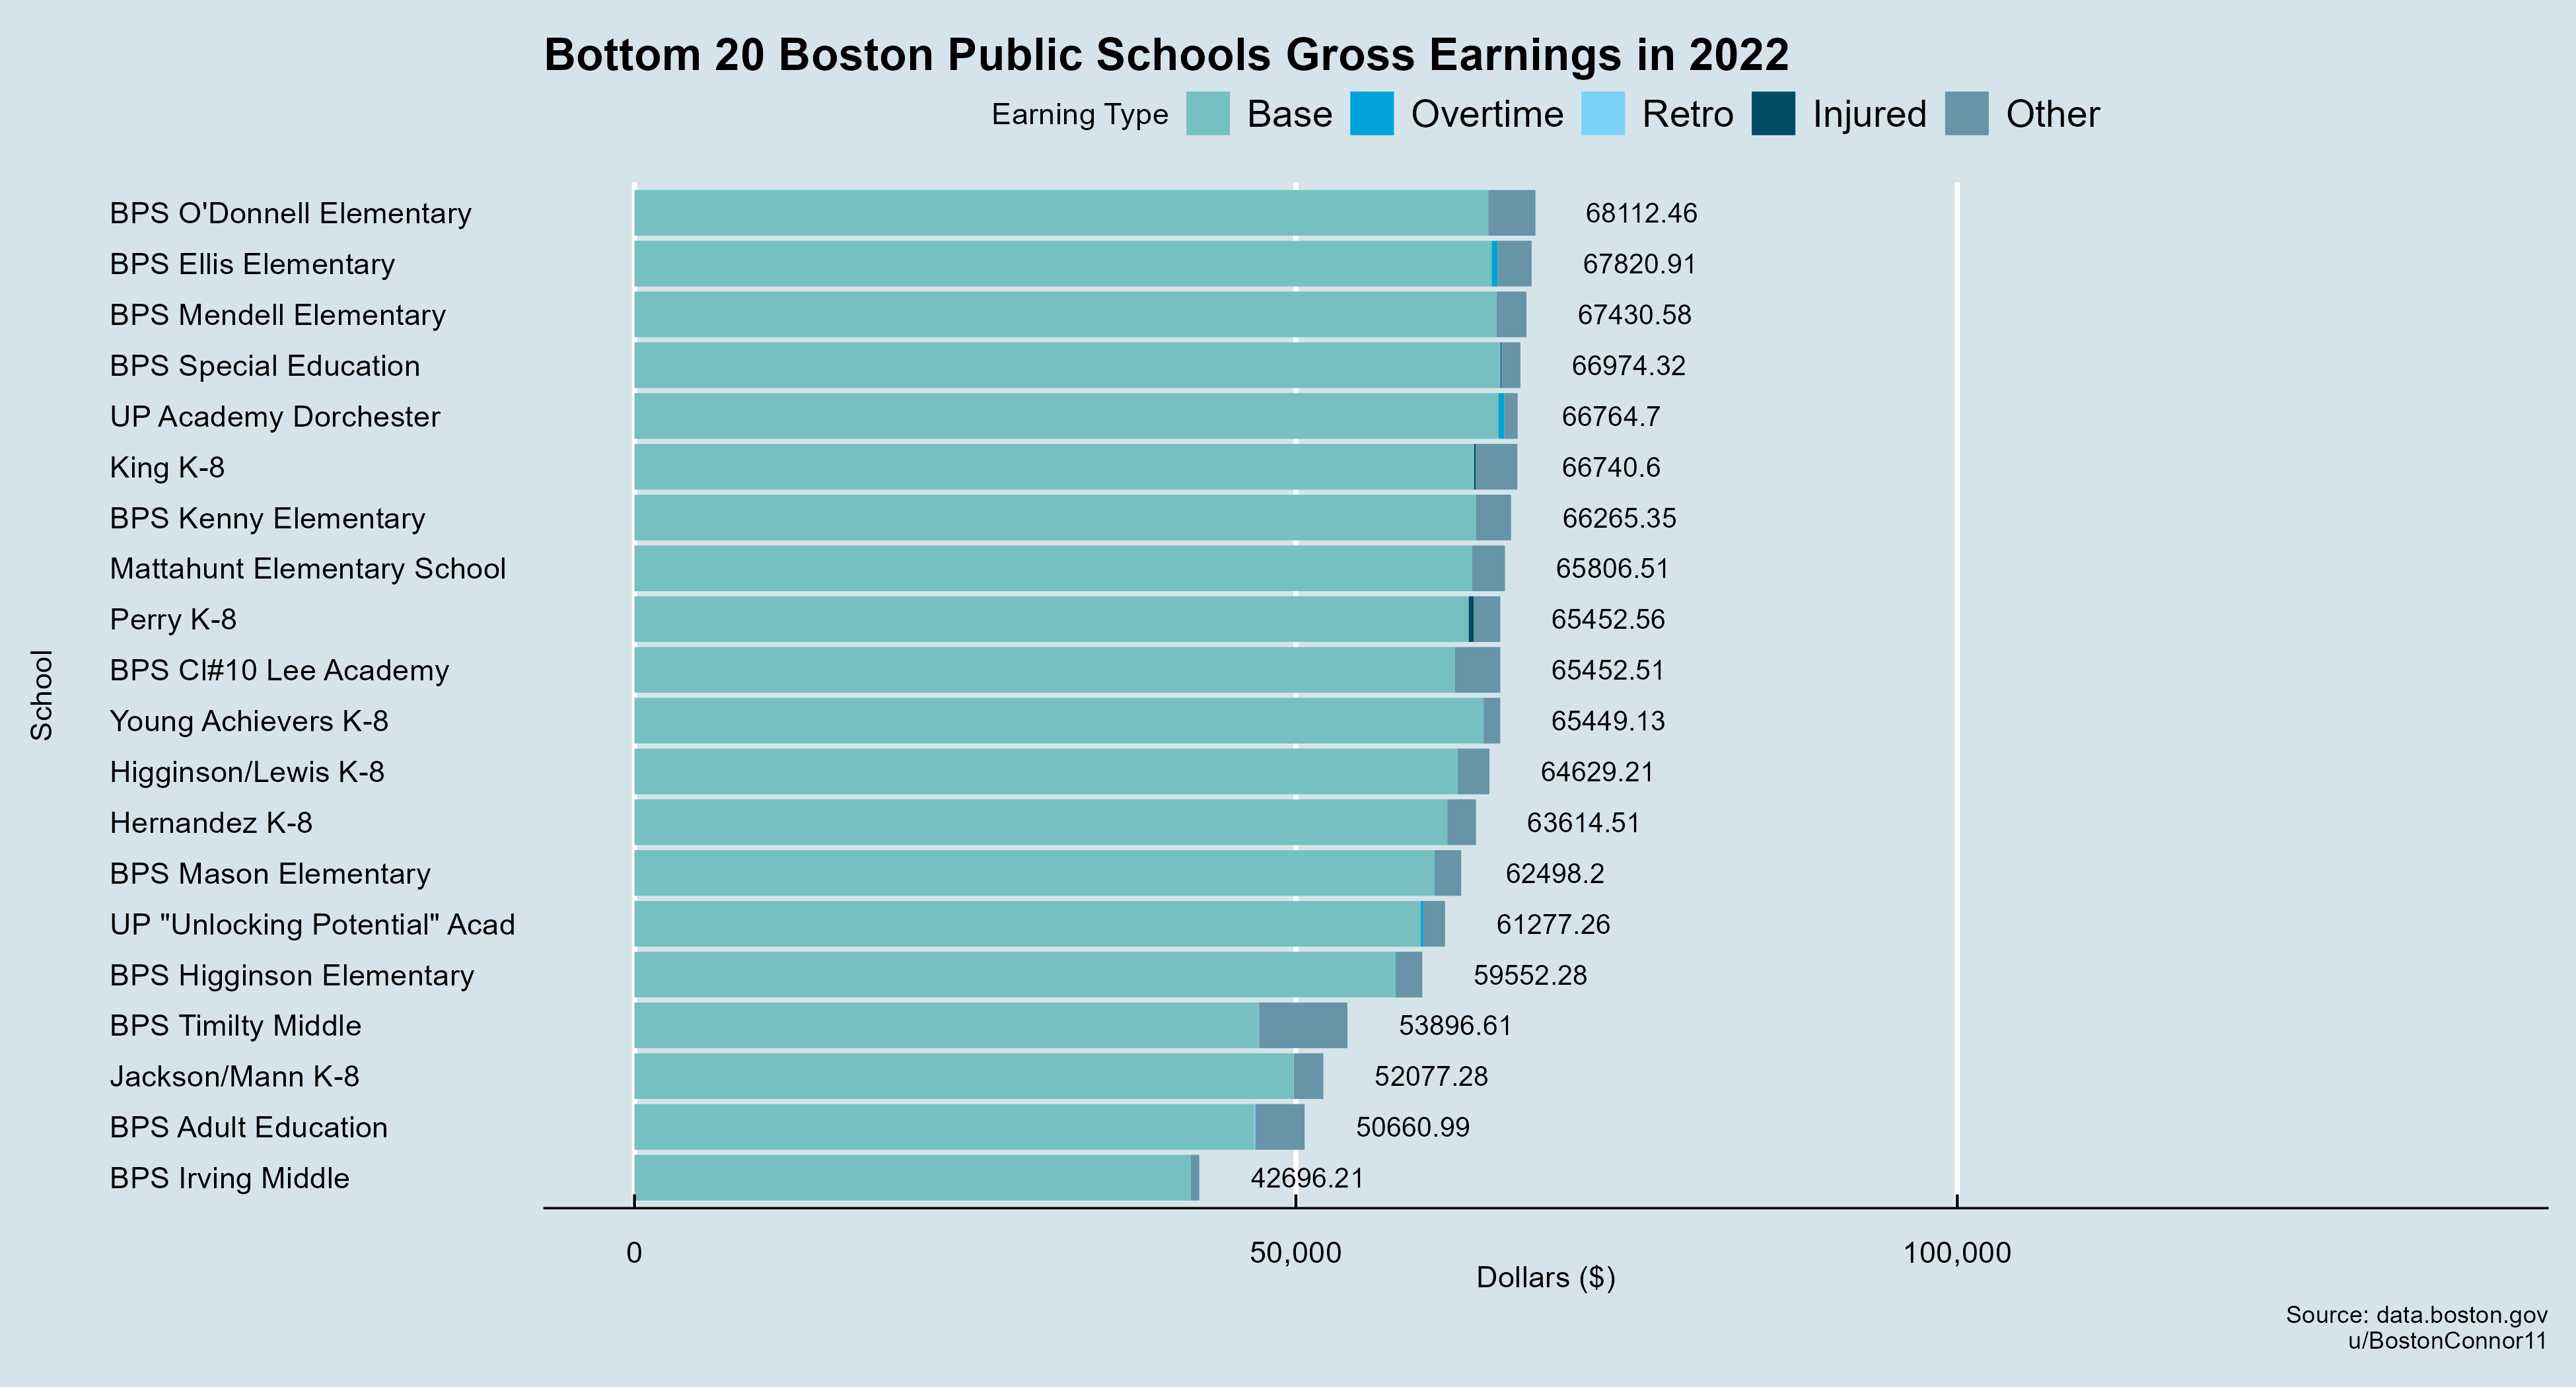 Bottom 20 Boston Public Schools Gross Earnings in 2022
Earning Type Base Overtime Retro Injured Other
BPS O'Donnell Elementary 68112.46
BPS Ellis Elementary 67820.91
BPS Mendell Elementary 67430.58
BPS Special Education 66974.32
UP Academy Dorchester 66764.7
King K-8 66740.6
BPS Kenny Elementary 66265.35
Mattahunt Elementary School 65806.51
Perry K-8 65452.56
BPS Cl#10 Lee Academy 65452.51
Young Achievers K-8 65449.13
Higginson/Lewis K-8 64629.21
Hernandez K-8 63614.51
BPS Mason Elementary 62498.2
UP "Unlocking Potential" Acad 61277.26
BPS Higginson Elementary 59552.28
BPS Timilty Middle 53896.61
Jackson/Mann K-8 52077.28
BPS Adult Education 50660.99
BPS Irving Middle 42696.21
School
0 50,000 100,000
Dollars ($)
Source: data.boston.gov
u/BostonConnor11